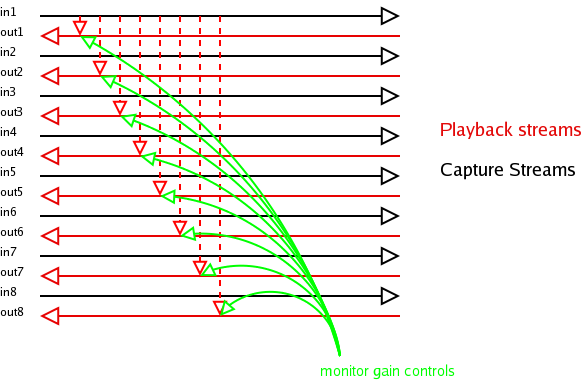 in1
out1
in2
out2
in3
out3
in4
out4
in5
out5
in6
out6
in7
out7
in8
out8
Playback streams
Capture Streams
monitor gain controls